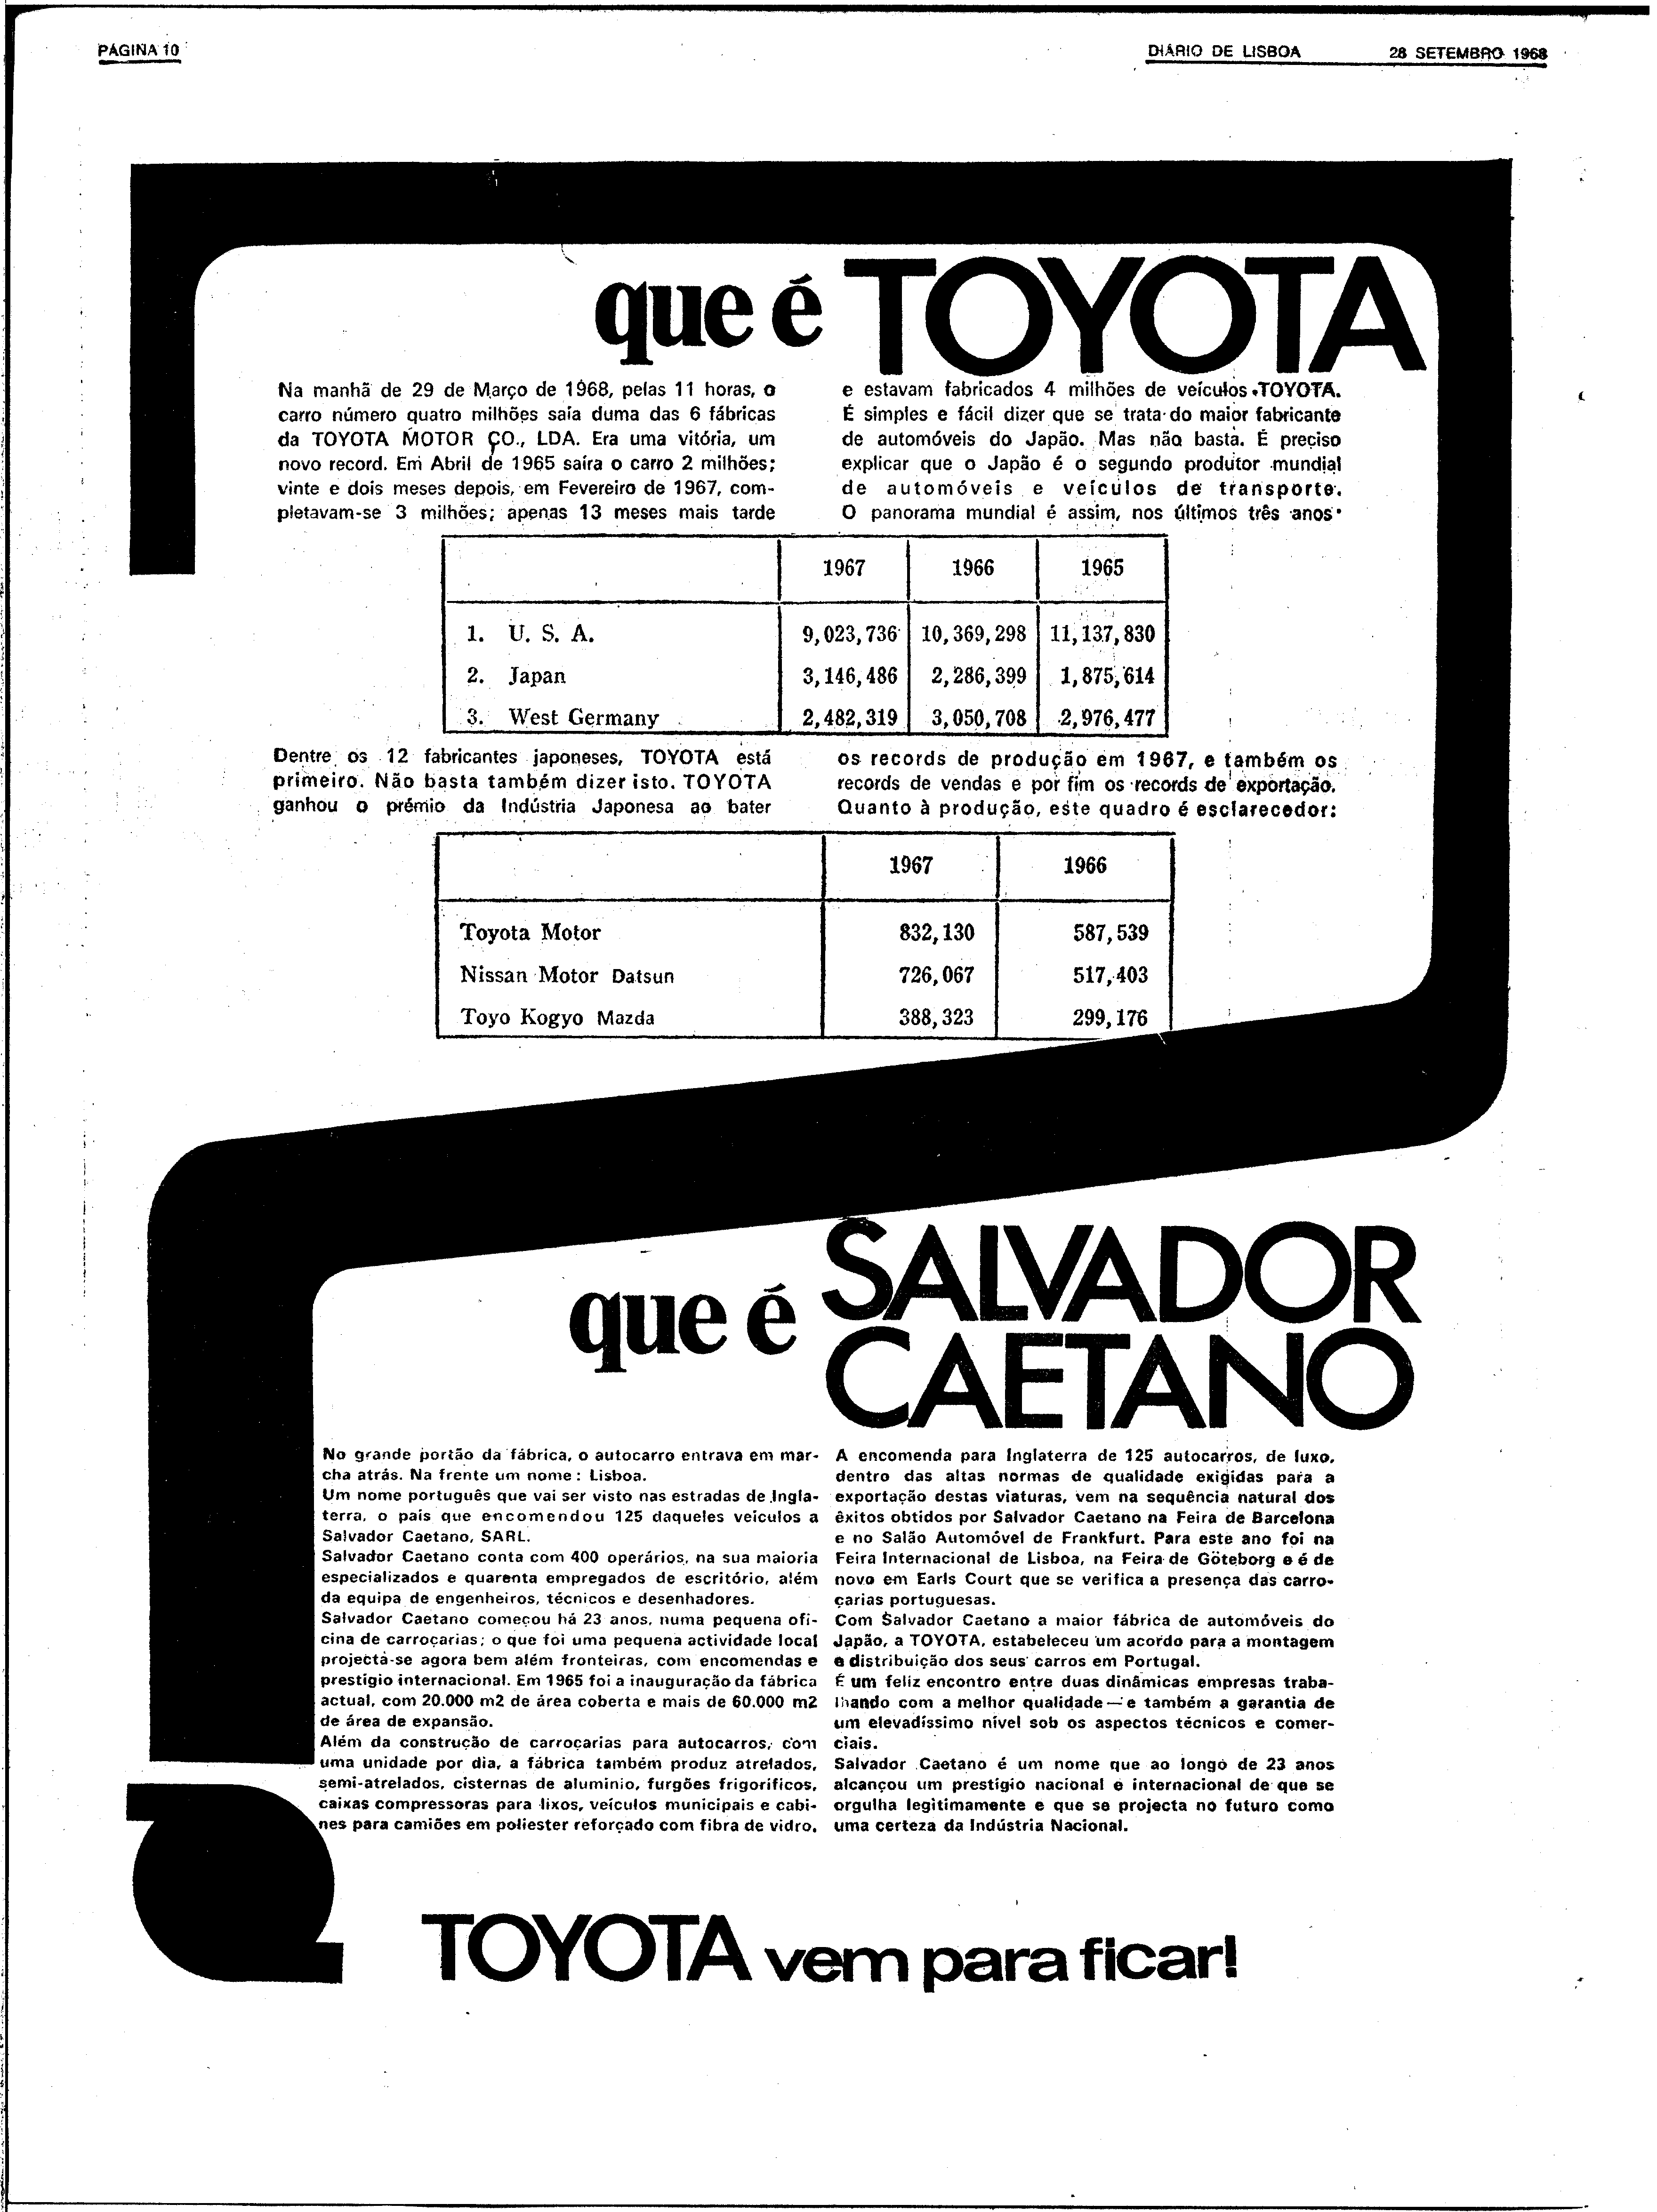 PÁGINA 10
DIÁRIO DE LISBOA 28 SETEMBRO 1968
que é TOYOTA
Na manhã de 29 de Março de 1968, pelas 11 horas, o
carro número quatro milhões saía duma das 6 fábricas
da TOYOTA MOTOR CO., LDA. Era uma vitória, um
novo record. Em Abril de 1965 saíra o carro 2 milhões;
vinte e dois meses depois, em Fevereiro de 1967, com-
pletavam-se 3 milhões; apenas 13 meses mais tarde
e estavam fabricados 4 milhões de veículos TOYOTA.
É simples e fácil dizer que se trata do maior fabricante
de automóveis do Japão. Mas não basta. É preciso
explicar que o Japão é o segundo produtor mundial
de automóveis e veículos de transporte.
O panorama mundial é assim, nos últimos três anos
1967 1966 1965
1. U. S. A. 9,023,736 10,369,298 11,137,830
2. Japan 3,146,486 2,286,399 1,875,614
3. West Germany 2,482,319 3,050,708 2,976,477
Dentre os 12 fabricantes japoneses, TOYOTA está
primeiro. Não basta também dizer isto. TOYOTA
ganhou o prémio da Indústria Japonesa ao bater
os records de produção em 1967, e também os
records de vendas e por fim os records de exportação.
Quanto à produção, este quadro é esclarecedor:
1967 1966
Toyota Motor 832,130 587,539
Nissan Motor Datsun 726,067 517,403
Toyo Kogyo Mazda 388,323 299,176
que é SALVADOR
CAETANO
No grande portão da fábrica, o autocarro entrava em mar-
cha atrás. Na frente um nome: Lisboa.
Um nome português que vai ser visto nas estradas de Ingla-
terra, o país que encomendou 125 daqueles veículos a
Salvador Caetano, SARL.
Salvador Caetano conta com 400 operários, na sua maioria
especializados e quarenta empregados de escritório, além
da equipa de engenheiros, técnicos e desenhadores.
Salvador Caetano começou há 23 anos, numa pequena ofi-
cina de carroçarias; o que foi uma pequena actividade local
projecta-se agora bem além fronteiras, com encomendas e
prestígio internacional. Em 1965 foi a inauguração da fábrica
actual, com 20.000 m2 de área coberta e mais de 60.000 m2
de área de expansão.
Além da construção de carroçarias para autocarros, com
uma unidade por dia, a fábrica também produz atrelados,
semi-atrelados, cisternas de alumínio, furgões frigoríficos,
caixas compressoras para lixos, veículos municipais e cabi-
nes para camiões em poliester reforçado com fibra de vidro.
A encomenda para Inglaterra de 125 autocarros, de luxo,
dentro das altas normas de qualidade exigidas para a
exportação destas viaturas, vem na sequência natural dos
êxitos obtidos por Salvador Caetano na Feira de Barcelona
e no Salão Automóvel de Frankfurt. Para este ano foi na
Feira Internacional de Lisboa, na Feira de Göteborg e é de
novo em Earls Court que se verifica a presença das carro-
çarias portuguesas.
Com Salvador Caetano a maior fábrica de automóveis do
Japão, a TOYOTA, estabeleceu um acordo para a montagem
e distribuição dos seus carros em Portugal.
É um feliz encontro entre duas dinâmicas empresas traba-
lhando com a melhor qualidade — e também a garantia de
um elevadíssimo nível sob os aspectos técnicos e comer-
ciais.
Salvador Caetano é um nome que ao longo de 23 anos
alcançou um prestígio nacional e internacional de que se
orgulha legitimamente e que se projecta no futuro como
uma certeza da Indústria Nacional.
TOYOTA vem para ficar!